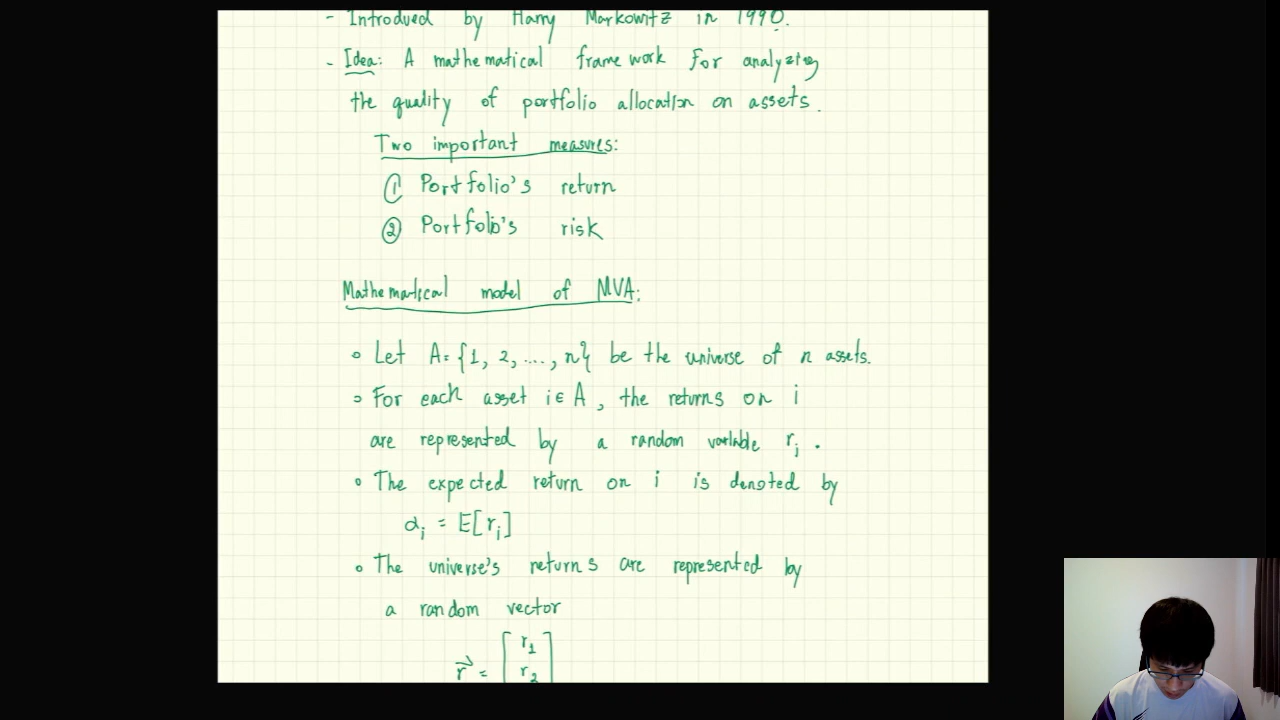 - Introdued by Harry Markowitz in 1990.
- Idea: A mathematical frame work for analyzing
the quality of portfolio allocation on assets.
Two important measures:
① Portfolio's return
② Portfolio's risk
Mathematical model of MVA:
∘ Let A = {1, 2, ...., n} be the universe of n assets.
∘ For each asset i ∈ A, the returns on i
are represented by a random variable rᵢ.
∘ The expected return on i is denoted by
αᵢ = E[rᵢ]
∘ The universe's returns are represented by
a random vector
r⃗ = [r₁
r₂